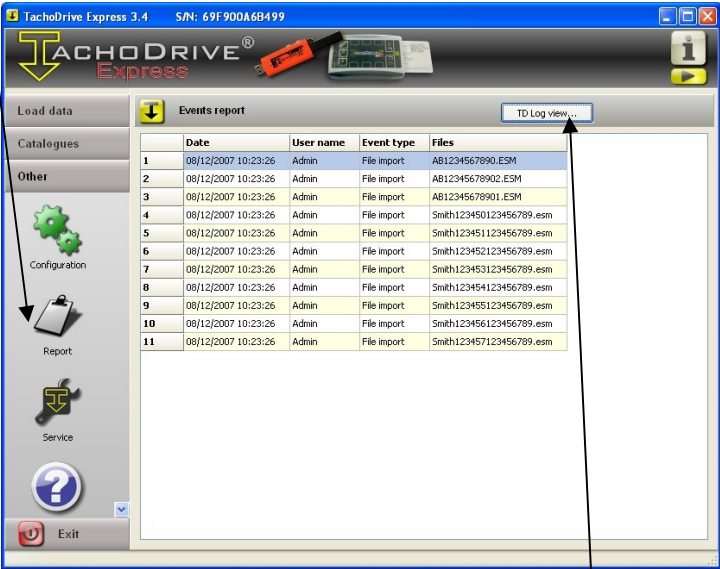 TachoDrive Express 3.4 S/N: 69F900A6B499
TACHODRIVE®
Express
Load data
Catalogues
Other
Configuration
Report
Service
Exit
Events report
TD Log view...
Date User name Event type Files
1 08/12/2007 10:23:26 Admin File import AB1234567890.ESM
2 08/12/2007 10:23:26 Admin File import AB12345678902.ESM
3 08/12/2007 10:23:26 Admin File import AB12345678901.ESM
4 08/12/2007 10:23:26 Admin File import Smith123450123456789.esm
5 08/12/2007 10:23:26 Admin File import Smith123451123456789.esm
6 08/12/2007 10:23:26 Admin File import Smith123452123456789.esm
7 08/12/2007 10:23:26 Admin File import Smith123453123456789.esm
8 08/12/2007 10:23:26 Admin File import Smith123454123456789.esm
9 08/12/2007 10:23:26 Admin File import Smith123455123456789.esm
10 08/12/2007 10:23:26 Admin File import Smith123456123456789.esm
11 08/12/2007 10:23:26 Admin File import Smith123457123456789.esm